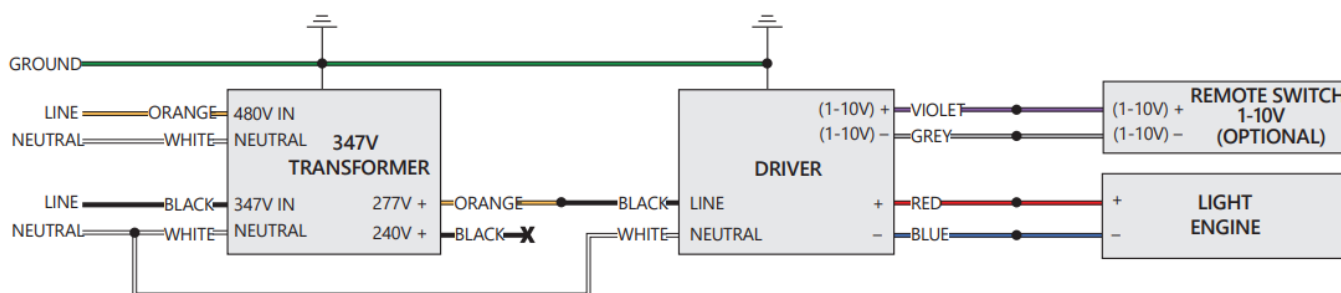 GROUND
LINE ORANGE 480V IN
NEUTRAL WHITE NEUTRAL
347V
TRANSFORMER
LINE BLACK 347V IN
NEUTRAL WHITE NEUTRAL
277V + ORANGE BLACK LINE
240V + BLACK X WHITE NEUTRAL
DRIVER
(1-10V) + VIOLET (1-10V) +
(1-10V) – GREY (1-10V) –
REMOTE SWITCH
1-10V
(OPTIONAL)
+ RED +
– BLUE –
LIGHT
ENGINE